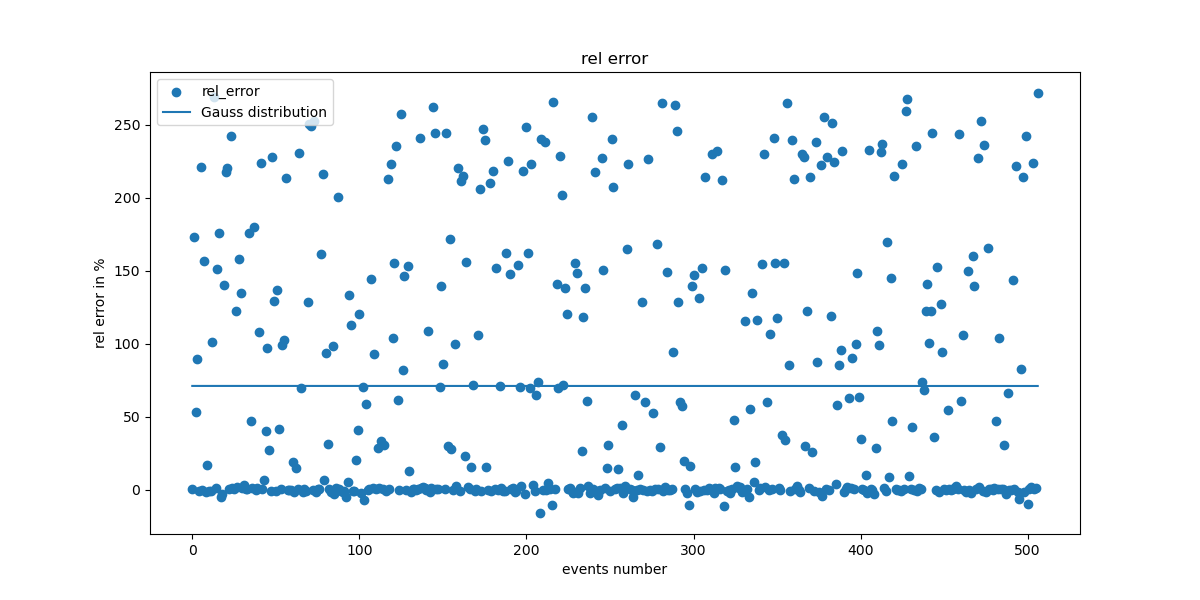 rel error
rel_error
Gauss distribution
rel error in %
250
200
150
100
50
0
0 100 200 300 400 500
events number